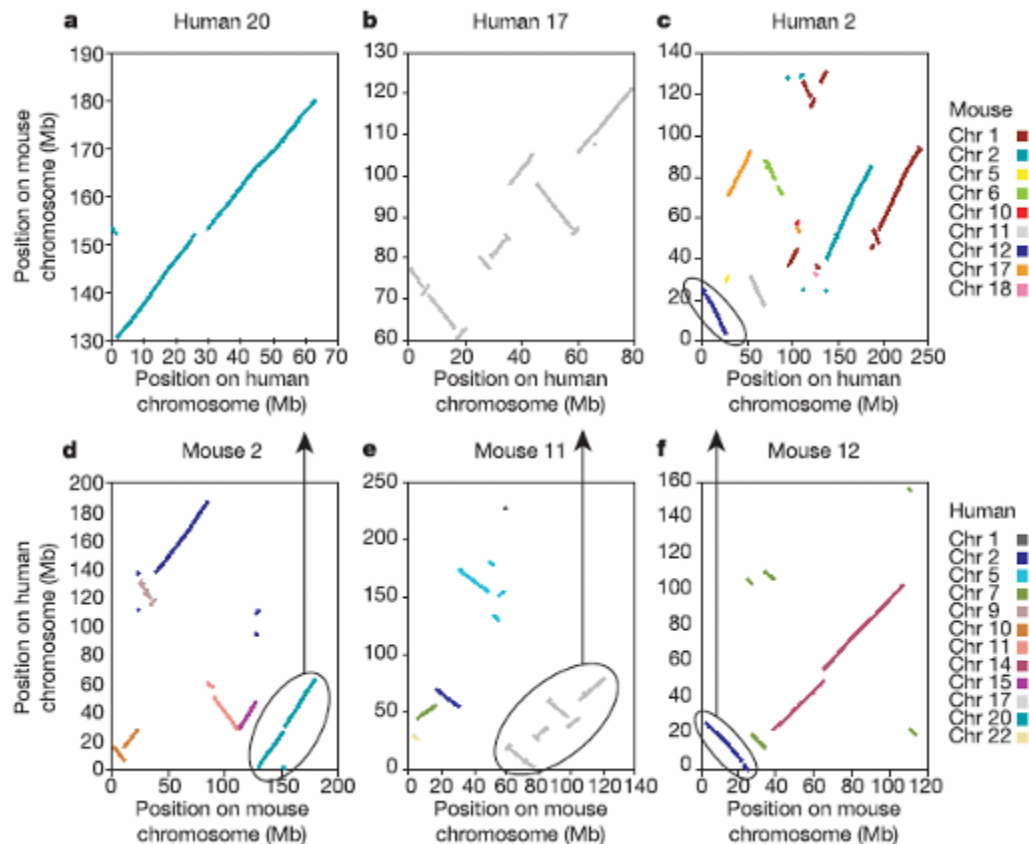 a Human 20
190
180
170
160
150
140
130
0 10 20 30 40 50 60 70
Position on mouse
chromosome (Mb)
Position on human
chromosome (Mb)
b Human 17
130
120
110
100
90
80
70
60
0 20 40 60 80
Position on human
chromosome (Mb)
c Human 2
140
120
100
80
60
40
20
0
0 50 100 150 200 250
Position on human
chromosome (Mb)
Mouse
Chr 1
Chr 2
Chr 5
Chr 6
Chr 10
Chr 11
Chr 12
Chr 17
Chr 18
d Mouse 2
200
180
160
140
120
100
80
60
40
20
0
0 50 100 150 200
Position on human
chromosome (Mb)
Position on mouse
chromosome (Mb)
e Mouse 11
250
200
150
100
50
0
0 20 40 60 80 100 120 140
Position on mouse
chromosome (Mb)
f Mouse 12
160
140
120
100
80
60
40
20
0
0 20 40 60 80 100 120
Position on mouse
chromosome (Mb)
Human
Chr 1
Chr 2
Chr 5
Chr 7
Chr 9
Chr 10
Chr 11
Chr 14
Chr 15
Chr 17
Chr 20
Chr 22